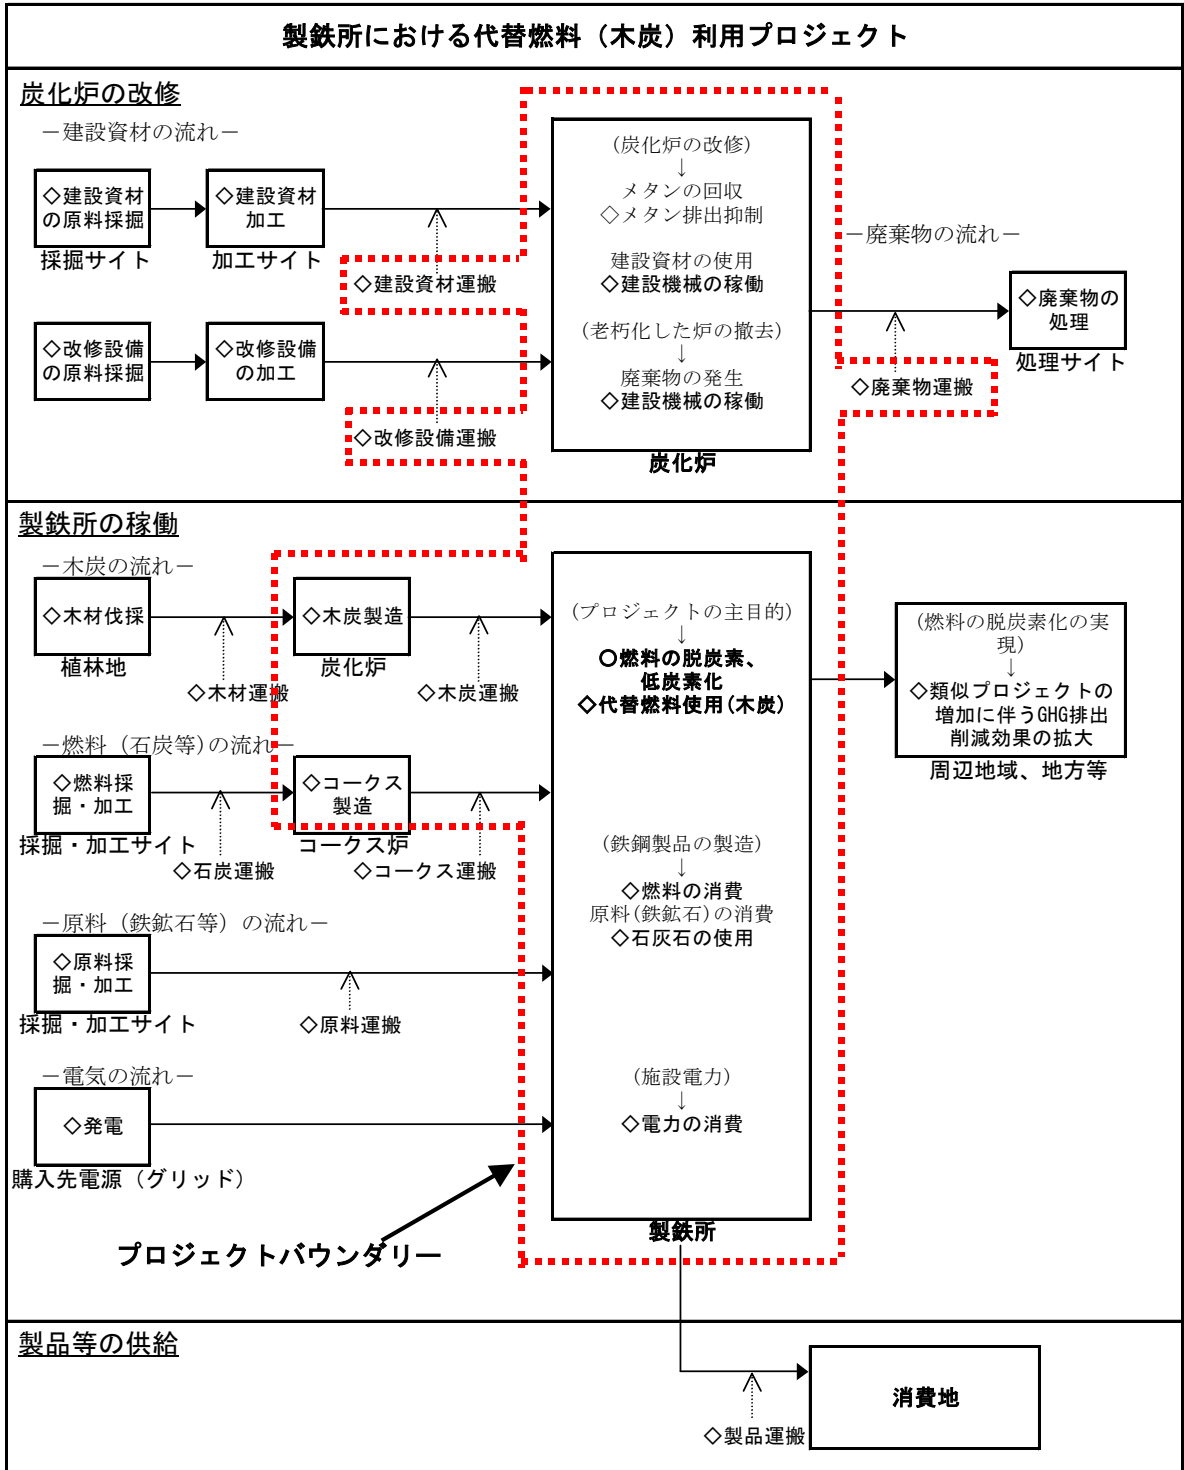 製鉄所における代替燃料（木炭）利用プロジェクト
炭化炉の改修
－建設資材の流れ－
◇建設資材
の原料採掘
採掘サイト
◇建設資材
加工
加工サイト
◇建設資材運搬
◇改修設備
の原料採掘
◇改修設備
の加工
◇改修設備運搬
(炭化炉の改修)
↓
メタンの回収
◇メタン排出抑制
建設資材の使用
◇建設機械の稼働
(老朽化した炉の撤去)
↓
廃棄物の発生
◇建設機械の稼働
炭化炉
－廃棄物の流れ－
◇廃棄物運搬
◇廃棄物の
処理
処理サイト
製鉄所の稼働
－木炭の流れ－
◇木材伐採
植林地
◇木材運搬
◇木炭製造
炭化炉
◇木炭運搬
－燃料（石炭等)の流れ－
◇燃料採
掘・加工
採掘・加工サイト
◇石炭運搬
◇コークス
製造
コークス炉
◇コークス運搬
－原料（鉄鉱石等）の流れ－
◇原料採
掘・加工
採掘・加工サイト
◇原料運搬
－電気の流れ－
◇発電
購入先電源（グリッド）
プロジェクトバウンダリー
(プロジェクトの主目的)
↓
○燃料の脱炭素、
低炭素化
◇代替燃料使用(木炭)
(鉄鋼製品の製造)
↓
◇燃料の消費
原料(鉄鉱石)の消費
◇石灰石の使用
(施設電力)
↓
◇電力の消費
製鉄所
(燃料の脱炭素化の実
現)
↓
◇類似プロジェクトの
増加に伴うGHG排出
削減効果の拡大
周辺地域、地方等
製品等の供給
◇製品運搬
消費地